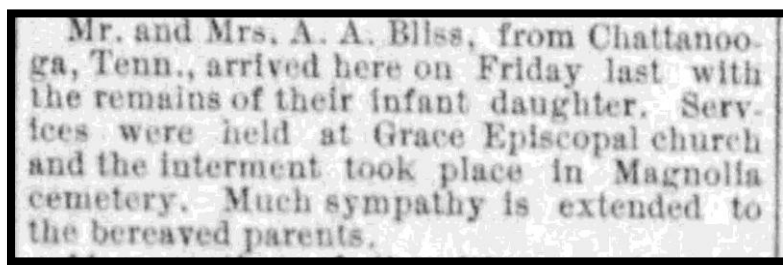 Mr. and Mrs. A. A. Bliss, from Chattanoo-
ga, Tenn., arrived here on Friday last with
the remains of their infant daughter. Serv-
ices were held at Grace Episcopal church
and the interment took place in Magnolia
cemetery. Much sympathy is extended to
the bereaved parents.